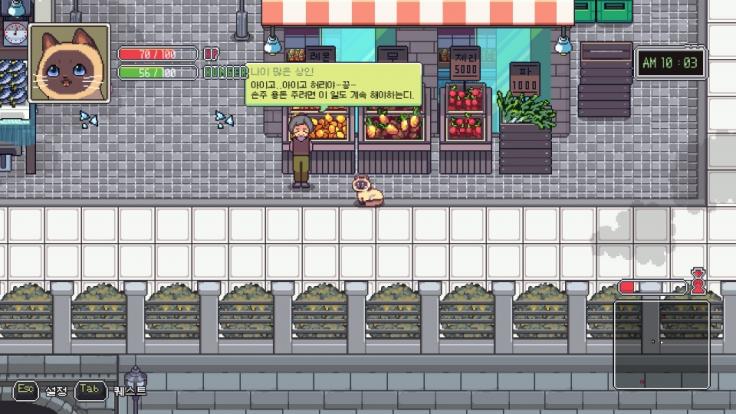 70 / 100 HP
56 / 100 HUNGER
AM 10 : 03
레몬
무
5000
파
1000
나이 많은 상인
아이고, 아이고 허리야-끙-
손주 용돈 주려면 이 일도 계속 해야하는디.
Esc 설정 Tab 퀘스트